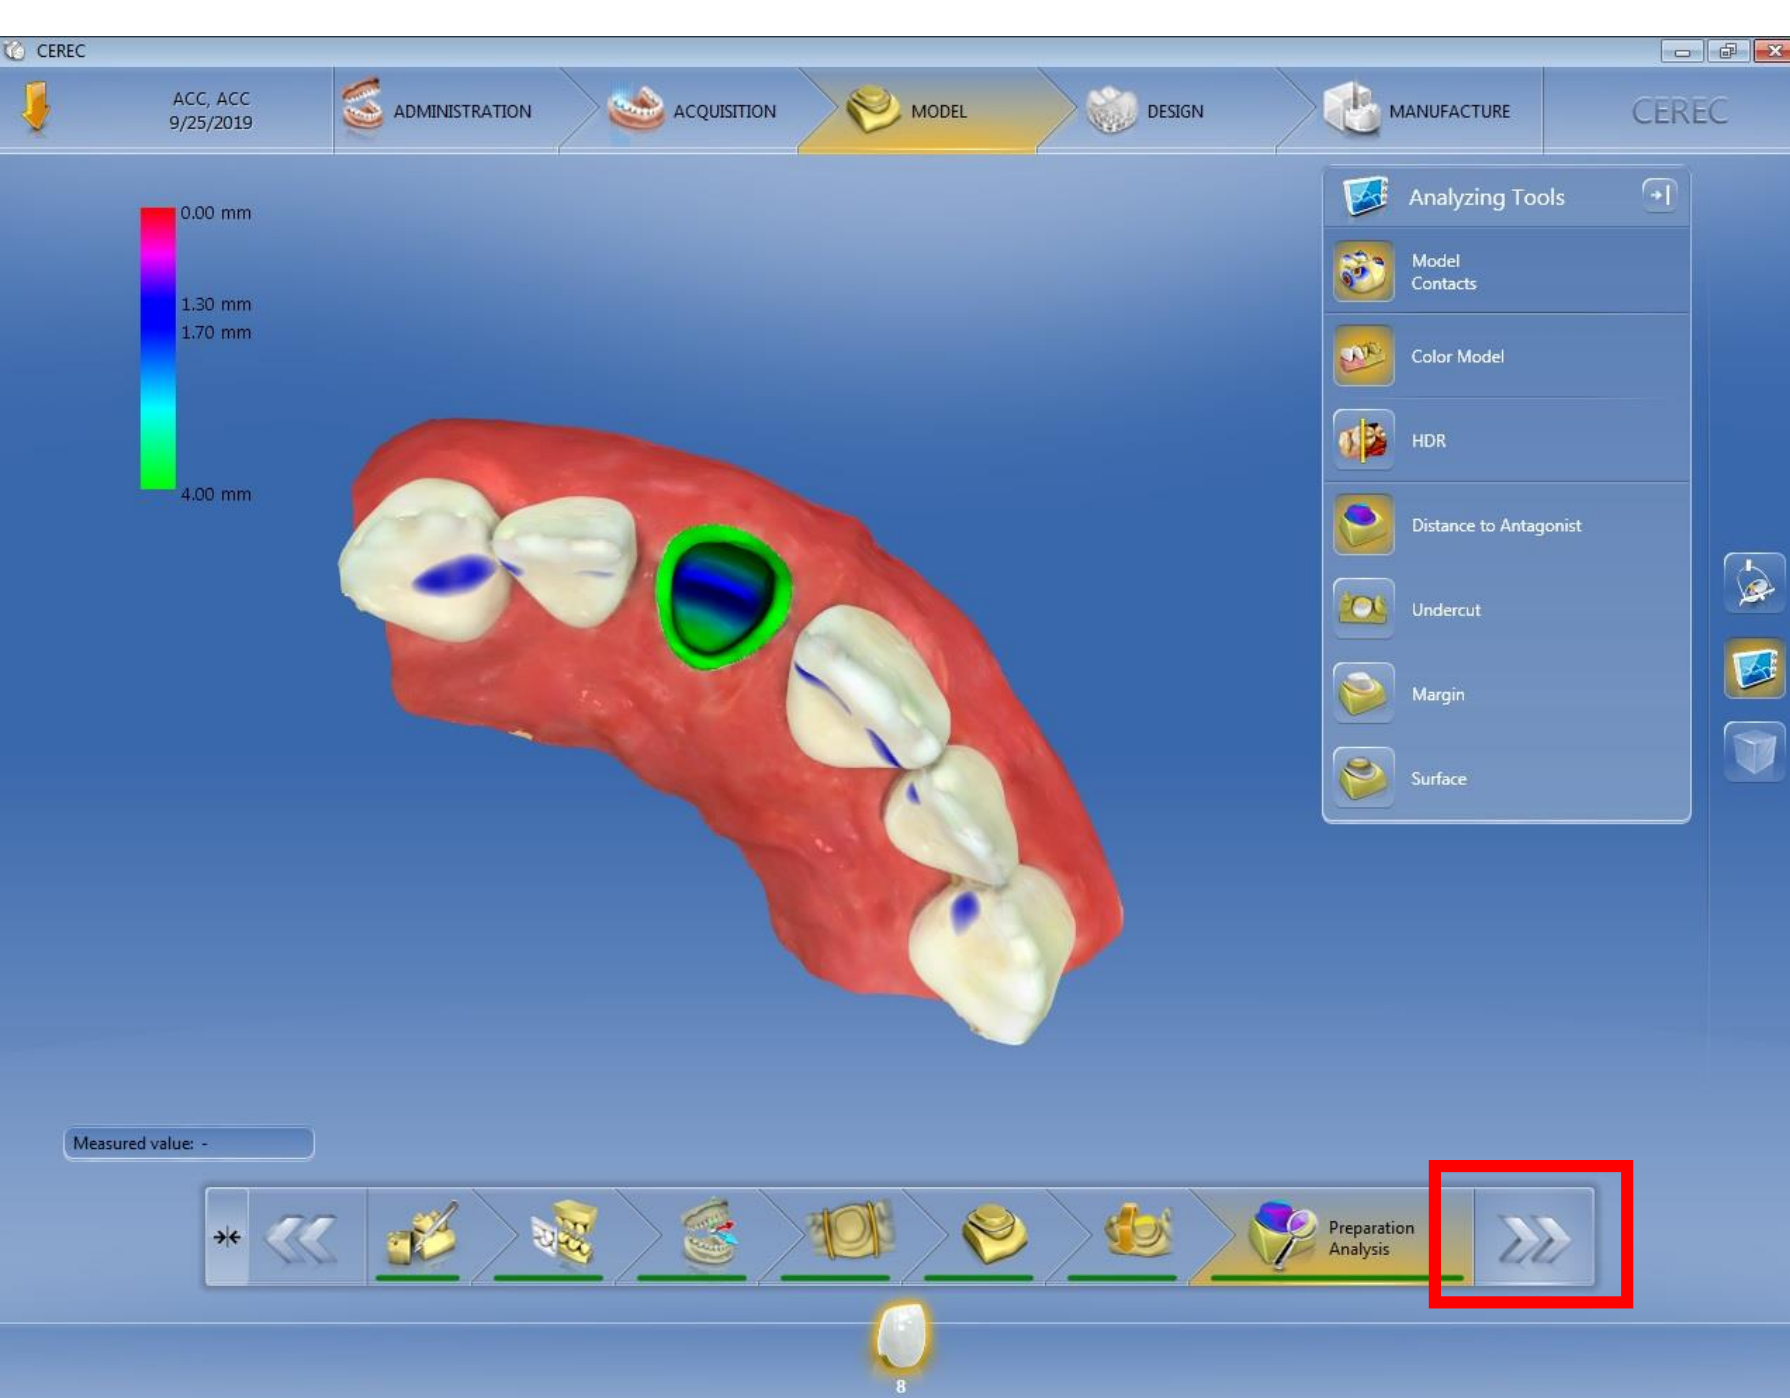 CEREC
ACC, ACC
9/25/2019
ADMINISTRATION
ACQUISITION
MODEL
DESIGN
MANUFACTURE
CEREC
0.00 mm
1.30 mm
1.70 mm
4.00 mm
Analyzing Tools
Model
Contacts
Color Model
HDR
Distance to Antagonist
Undercut
Margin
Surface
Measured value: -
Preparation
Analysis
8